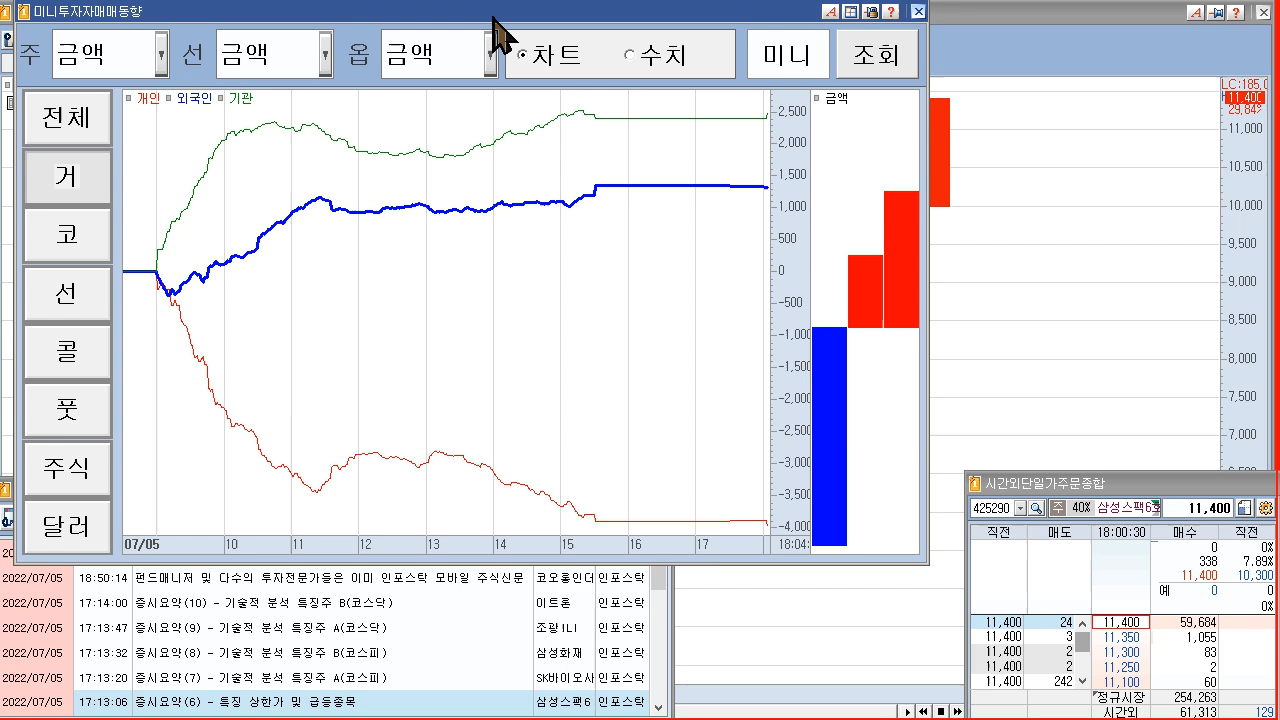 미니투자자매매동향
주 금액 선 금액 옵 금액 차트 수치 미니 조회
전체
거
코
선
콜
풋
주식
달러
개인 외국인 기관
금액
2,500
2,000
1,500
1,000
500
0
-500
-1,000
-1,500
-2,000
-2,500
-3,000
-3,500
-4,000
07/05 10 11 12 13 14 15 16 17 18:04:
LC:185,0
11,400
29,84%
11,000
10,500
10,000
9,500
9,000
8,500
8,000
7,500
7,000
2022/07/05 18:50:14 펀드매니저 및 다수의 투자전문가들은 이미 인포스탁 모바일 주식신문 코오롱인더 인포스탁
2022/07/05 17:14:00 증시요약(10) - 기술적 분석 특징주 B(코스닥) 이트론 인포스탁
2022/07/05 17:13:47 증시요약(9) - 기술적 분석 특징주 A(코스닥) 조광ILI 인포스탁
2022/07/05 17:13:32 증시요약(8) - 기술적 분석 특징주 B(코스피) 삼성화재 인포스탁
2022/07/05 17:13:20 증시요약(7) - 기술적 분석 특징주 A(코스피) SK바이오사 인포스탁
2022/07/05 17:13:06 증시요약(6) - 특징 상한가 및 급등종목 삼성스팩6 인포스탁
시간외단일가주문종합
425290 주 40% 삼성스팩6호 11,400
직전 매도 18:00:30 매수 직전
0 0%
338 7.89%
11,400 10,300
예 0 0
0%
11,400 24 11,400 59,684
11,400 3 11,350 1,055
11,400 2 11,300 83
11,400 2 11,250 2
11,400 242 11,100 60
정규시장 254,263
시간외 61,313 129